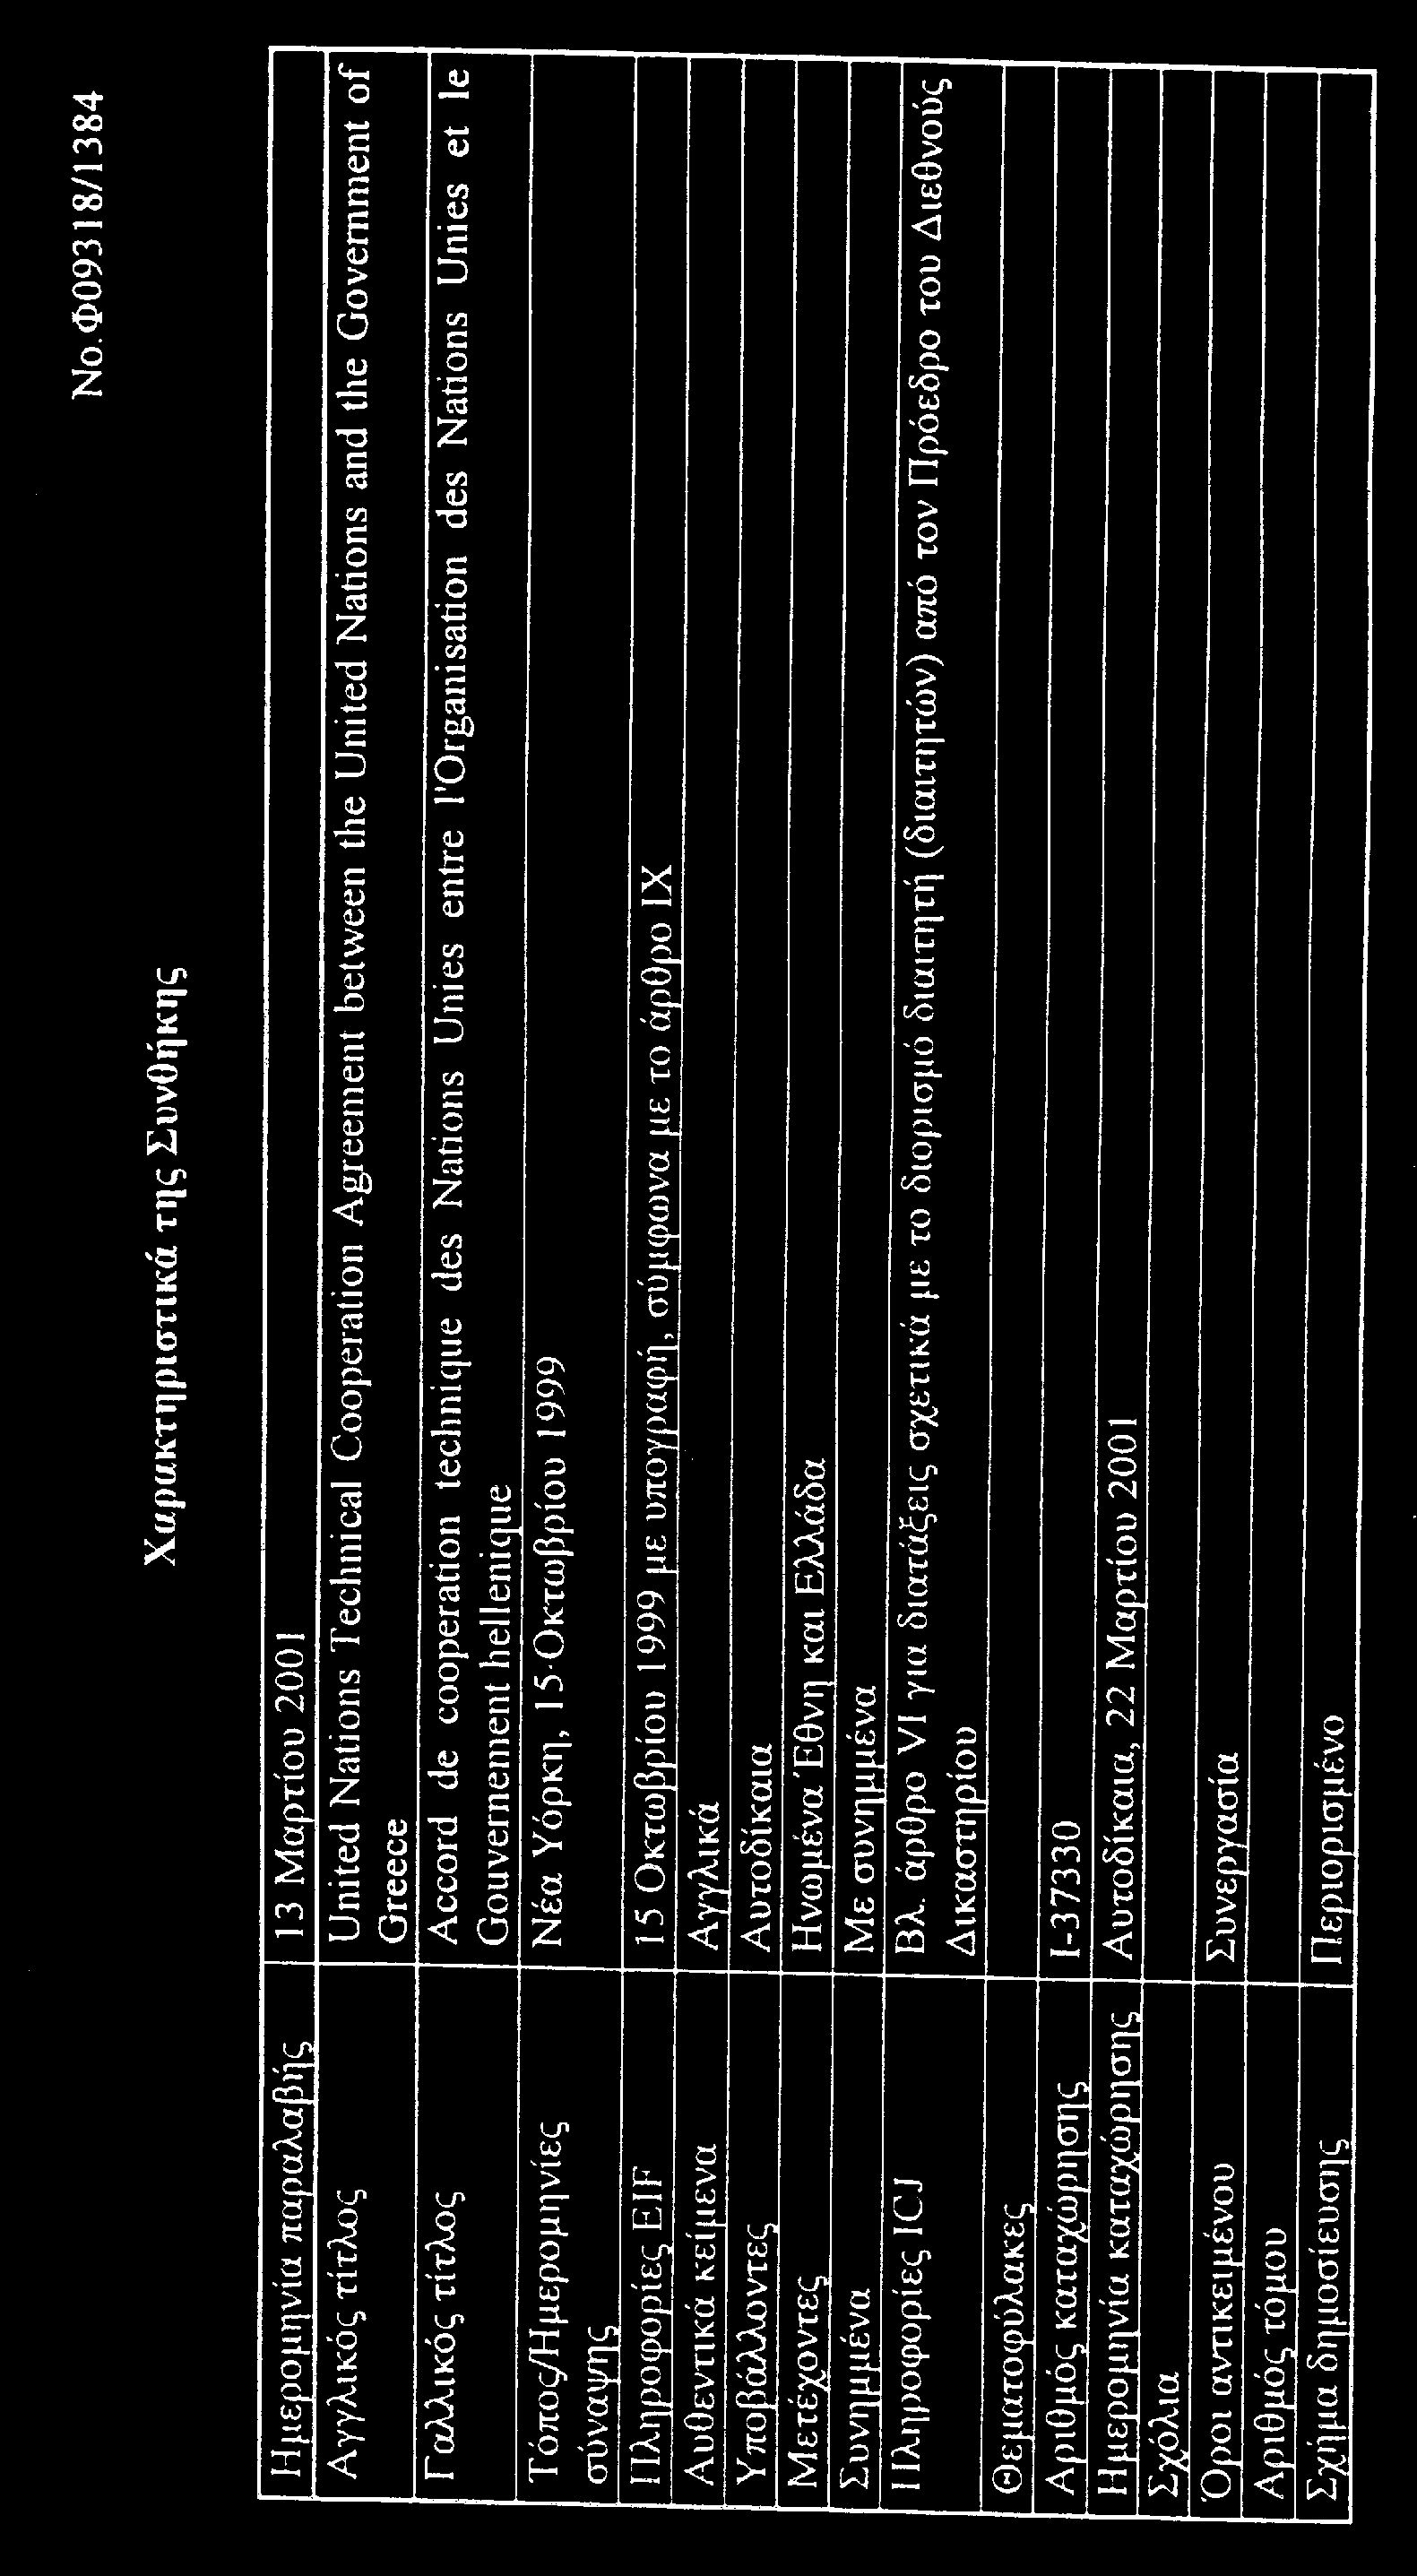 Νο.Φ09318/1384
Χαρακτηριστικά της Συνθήκης
Ημερομηνία παραλαβής 13 Μαρτίου 2001
Αγγλικός τίτλος United Nations Technical Cooperation Agreement between the United Nations and the Government of
Greece
Γαλλικός τίτλος Accord de cooperation technique des Nations Unies entre l'Organisation des Nations Unies et le
Gouvernement hellenique
Τόπος/Ημερομηνίες Νέα Υόρκη, 15 Οκτωβρίου 1999
σύναψης
Πληροφορίες EIF 15 Οκτωβρίου 1999 με υπογραφή, σύμφωνα με το άρθρο IX
Αυθεντικά κείμενα Αγγλικά
Υποβάλλοντες Αυτοδίκαια
Μετέχοντες Ηνωμένα Έθνη και Ελλάδα
Συνημμένα Με συνημμένα
Πληροφορίες ICJ Βλ. άρθρο VI για διατάξεις σχετικά με το διορισμό διαιτητή (διαιτητών) από τον Πρόεδρο του Διεθνούς
Δικαστηρίου
Θεματοφύλακες
Αριθμός καταχώρησης I-37330
Ημερομηνία καταχώρησης Αυτοδίκαια, 22 Μαρτίου 2001
Σχόλια
Όροι αντικειμένου Συνεργασία
Αριθμός τόμου
Σχήμα δημοσίευσης Περιορισμένο